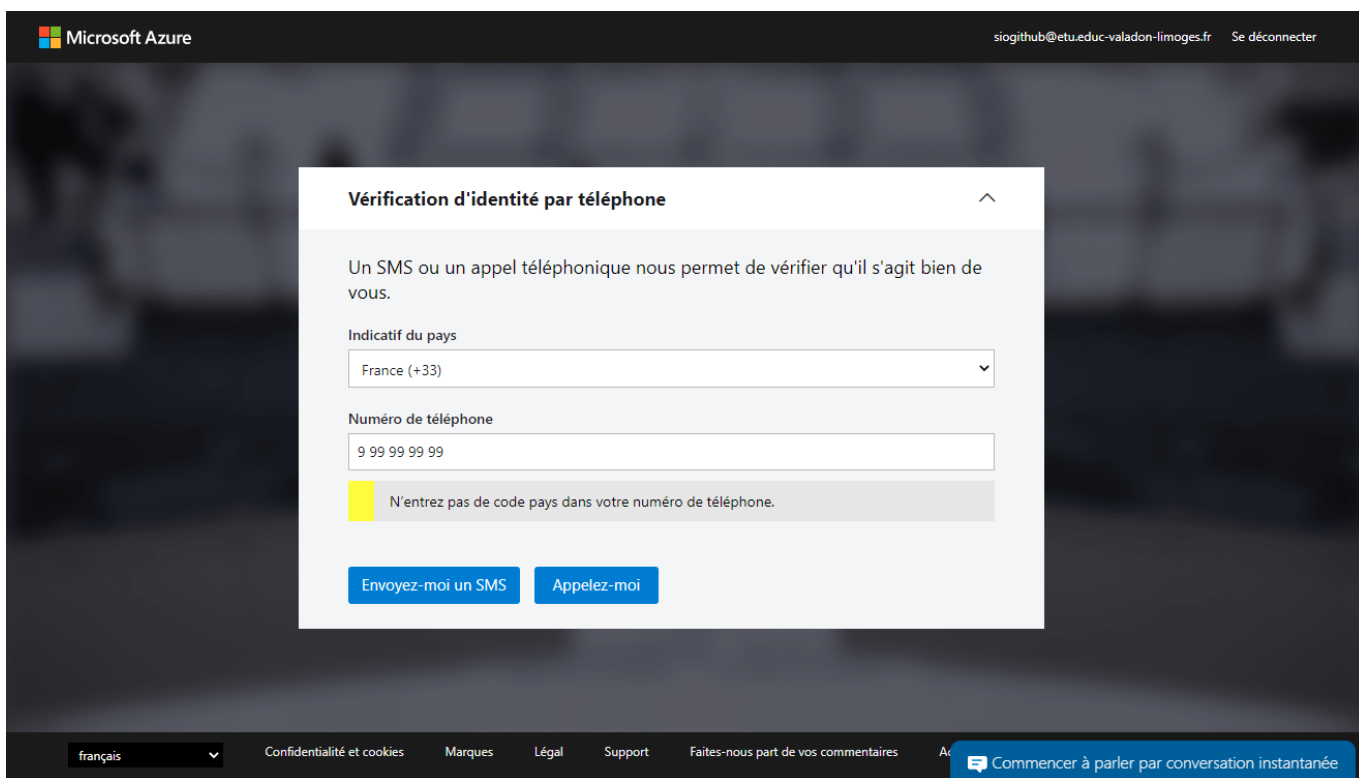 Microsoft Azure
siogithub@etu.educ-valadon-limoges.fr Se déconnecter
Vérification d'identité par téléphone
Un SMS ou un appel téléphonique nous permet de vérifier qu'il s'agit bien de
vous.
Indicatif du pays
France (+33)
Numéro de téléphone
9 99 99 99 99
N'entrez pas de code pays dans votre numéro de téléphone.
Envoyez-moi un SMS Appelez-moi
français Confidentialité et cookies Marques Légal Support Faites-nous part de vos commentaires
Commencer à parler par conversation instantanée